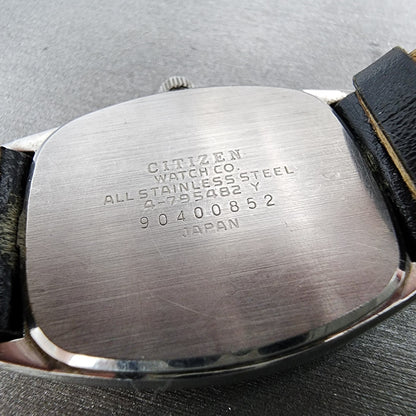 CITIZEN
WATCH CO.
ALL STAINLESS STEEL
4-795482 Y
90400852
JAPAN